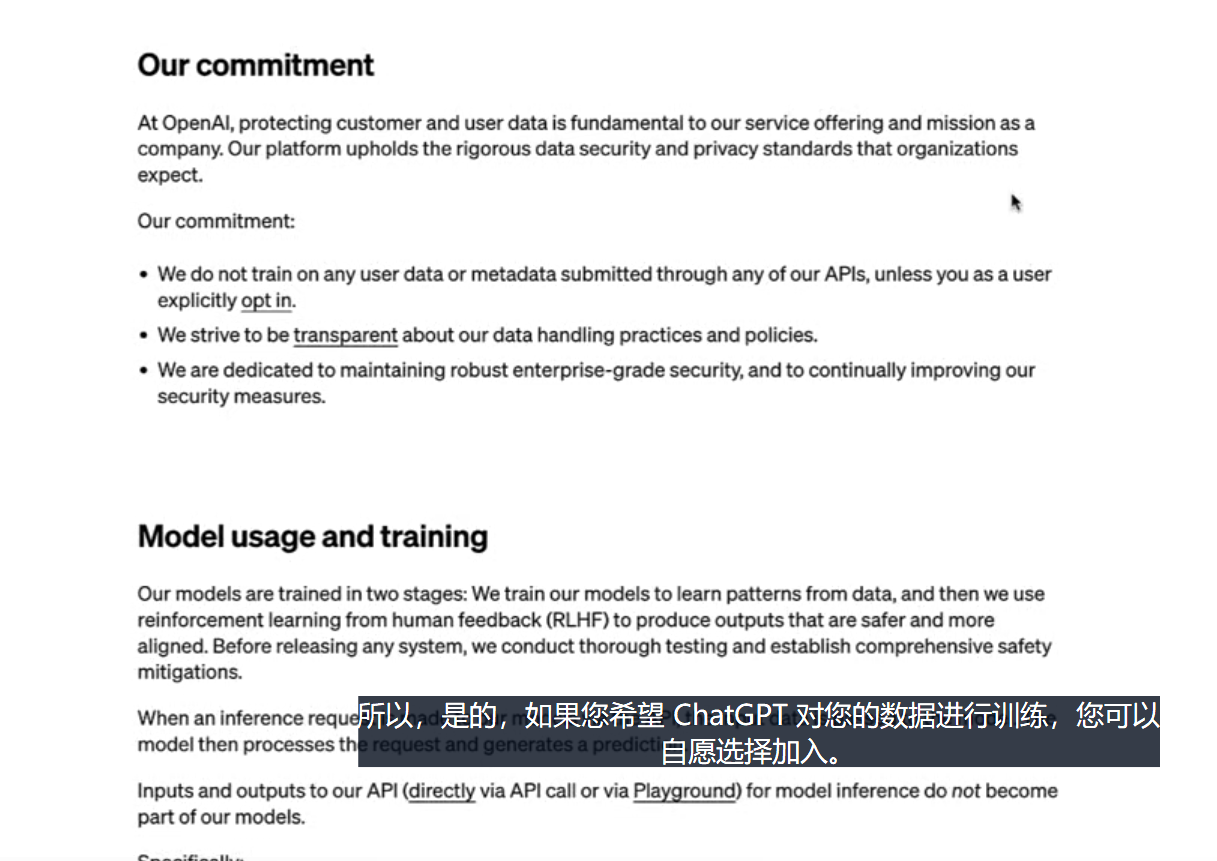 Our commitment
At OpenAI, protecting customer and user data is fundamental to our service offering and mission as a
company. Our platform upholds the rigorous data security and privacy standards that organizations
expect.
Our commitment:
• We do not train on any user data or metadata submitted through any of our APIs, unless you as a user
explicitly opt in.
• We strive to be transparent about our data handling practices and policies.
• We are dedicated to maintaining robust enterprise-grade security, and to continually improving our
security measures.
Model usage and training
Our models are trained in two stages: We train our models to learn patterns from data, and then we use
reinforcement learning from human feedback (RLHF) to produce outputs that are safer and more
aligned. Before releasing any system, we conduct thorough testing and establish comprehensive safety
mitigations.
When an inference
model then processes the request and generates a
所以，是的，如果您希望 ChatGPT 对您的数据进行训练，您可以
自愿选择加入。
Inputs and outputs to our API (directly via API call or via Playground) for model inference do not become
part of our models.